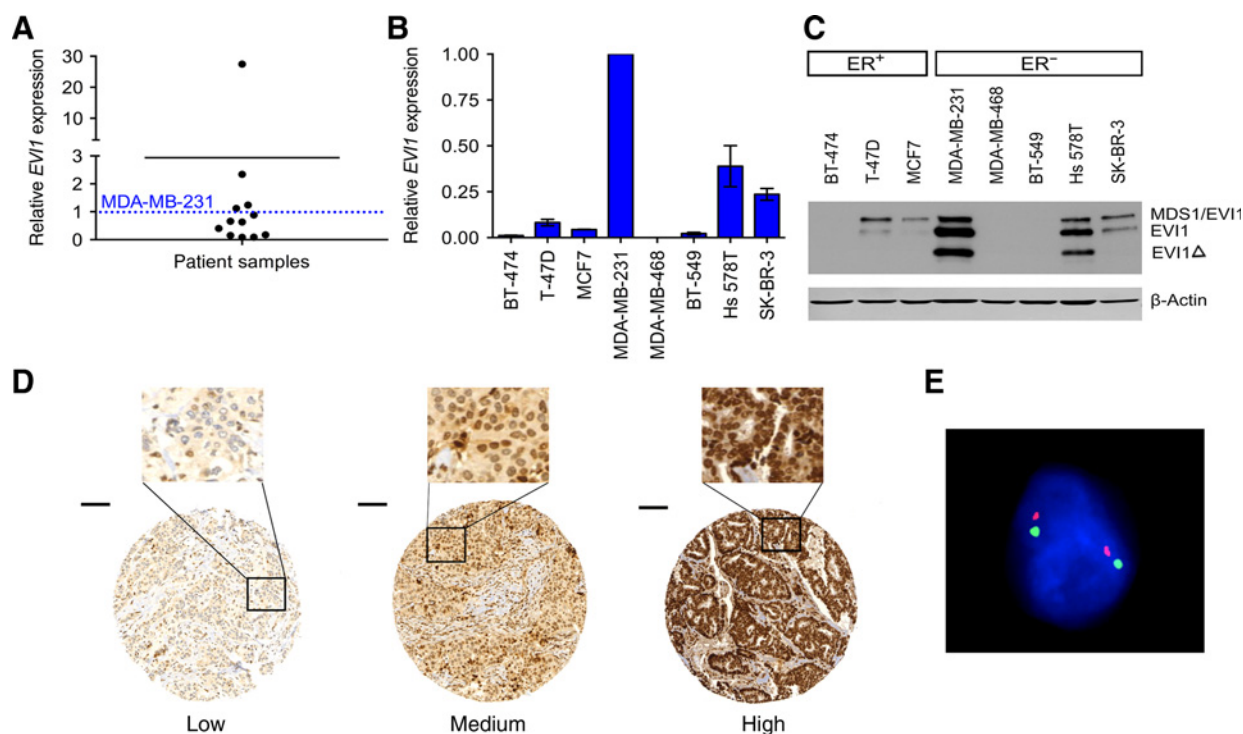 A
Relative EVI1 expression
30
20
10
3
2
1
0
MDA-MB-231
Patient samples
B
Relative EVI1 expression
1.00
0.75
0.50
0.25
0.00
BT-474
T-47D
MCF7
MDA-MB-231
MDA-MB-468
BT-549
Hs 578T
SK-BR-3
C
ER+
ER−
BT-474
T-47D
MCF7
MDA-MB-231
MDA-MB-468
BT-549
Hs 578T
SK-BR-3
MDS1/EVI1
EVI1
EVI1Δ
β-Actin
D
Low
Medium
High
E